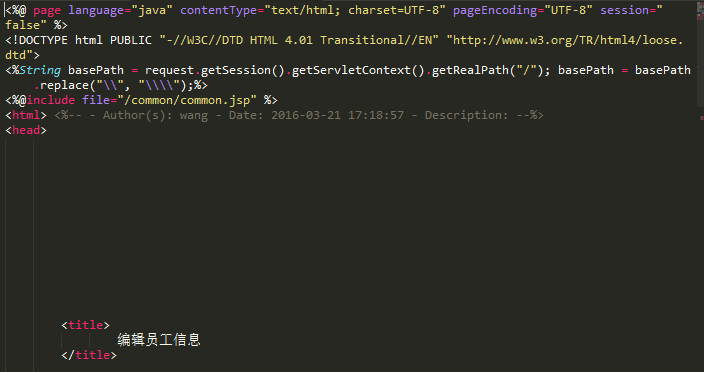 <%@ page language="java" contentType="text/html; charset=UTF-8" pageEncoding="UTF-8" session="
false" %>
<!DOCTYPE html PUBLIC "-//W3C//DTD HTML 4.01 Transitional//EN" "http://www.w3.org/TR/html4/loose.
dtd">
<%String basePath = request.getSession().getServletContext().getRealPath("/"); basePath = basePath
.replace("\\", "\\\\");%>
<%@include file="/common/common.jsp" %>
<html> <%-- - Author(s): wang - Date: 2016-03-21 17:18:57 - Description: --%>
<head>
<title>
编辑员工信息
</title>